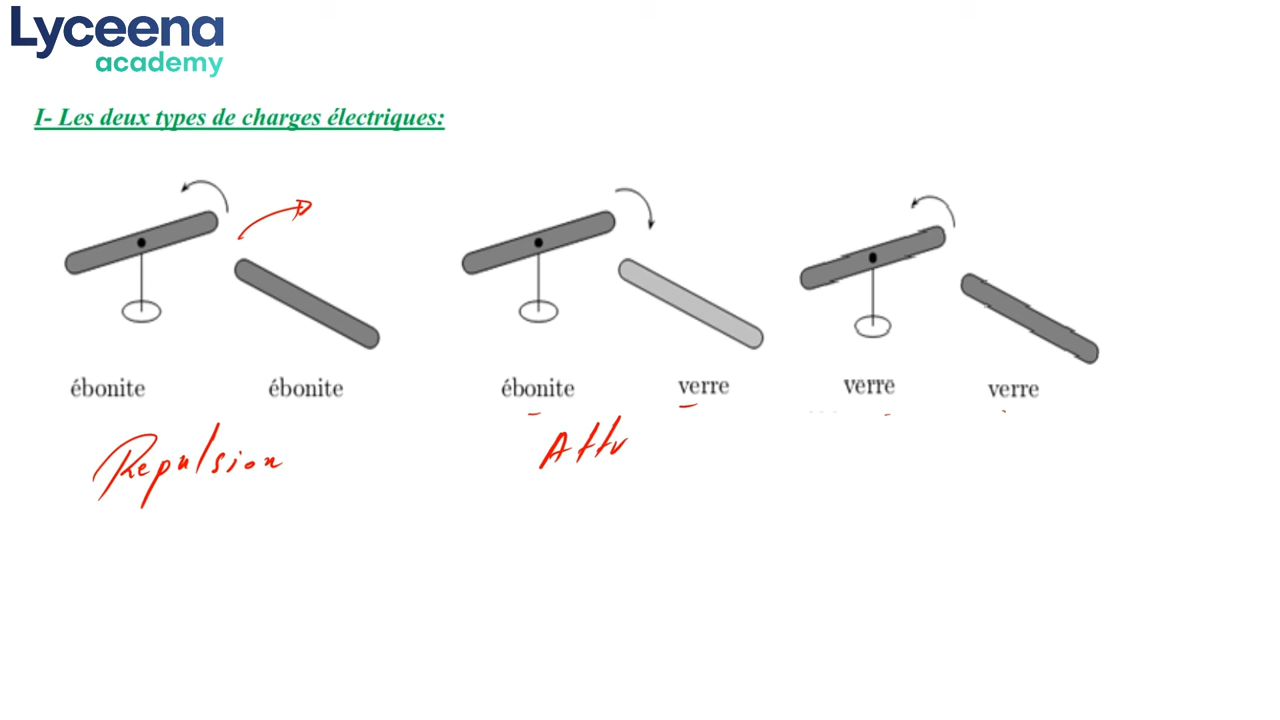 Lyceena
academy
I- Les deux types de charges électriques:
ébonite ébonite ébonite verre verre verre
Repulsion Attr